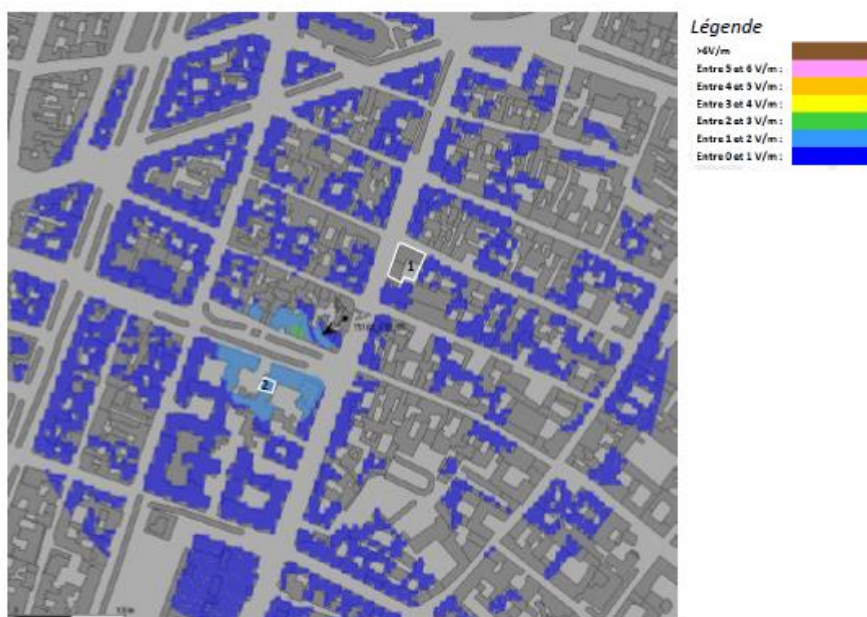 Légende
>6V/m
Entre 5 et 6 V/m :
Entre 4 et 5 V/m :
Entre 3 et 4 V/m :
Entre 2 et 3 V/m :
Entre 1 et 2 V/m :
Entre 0 et 1 V/m :
1
2